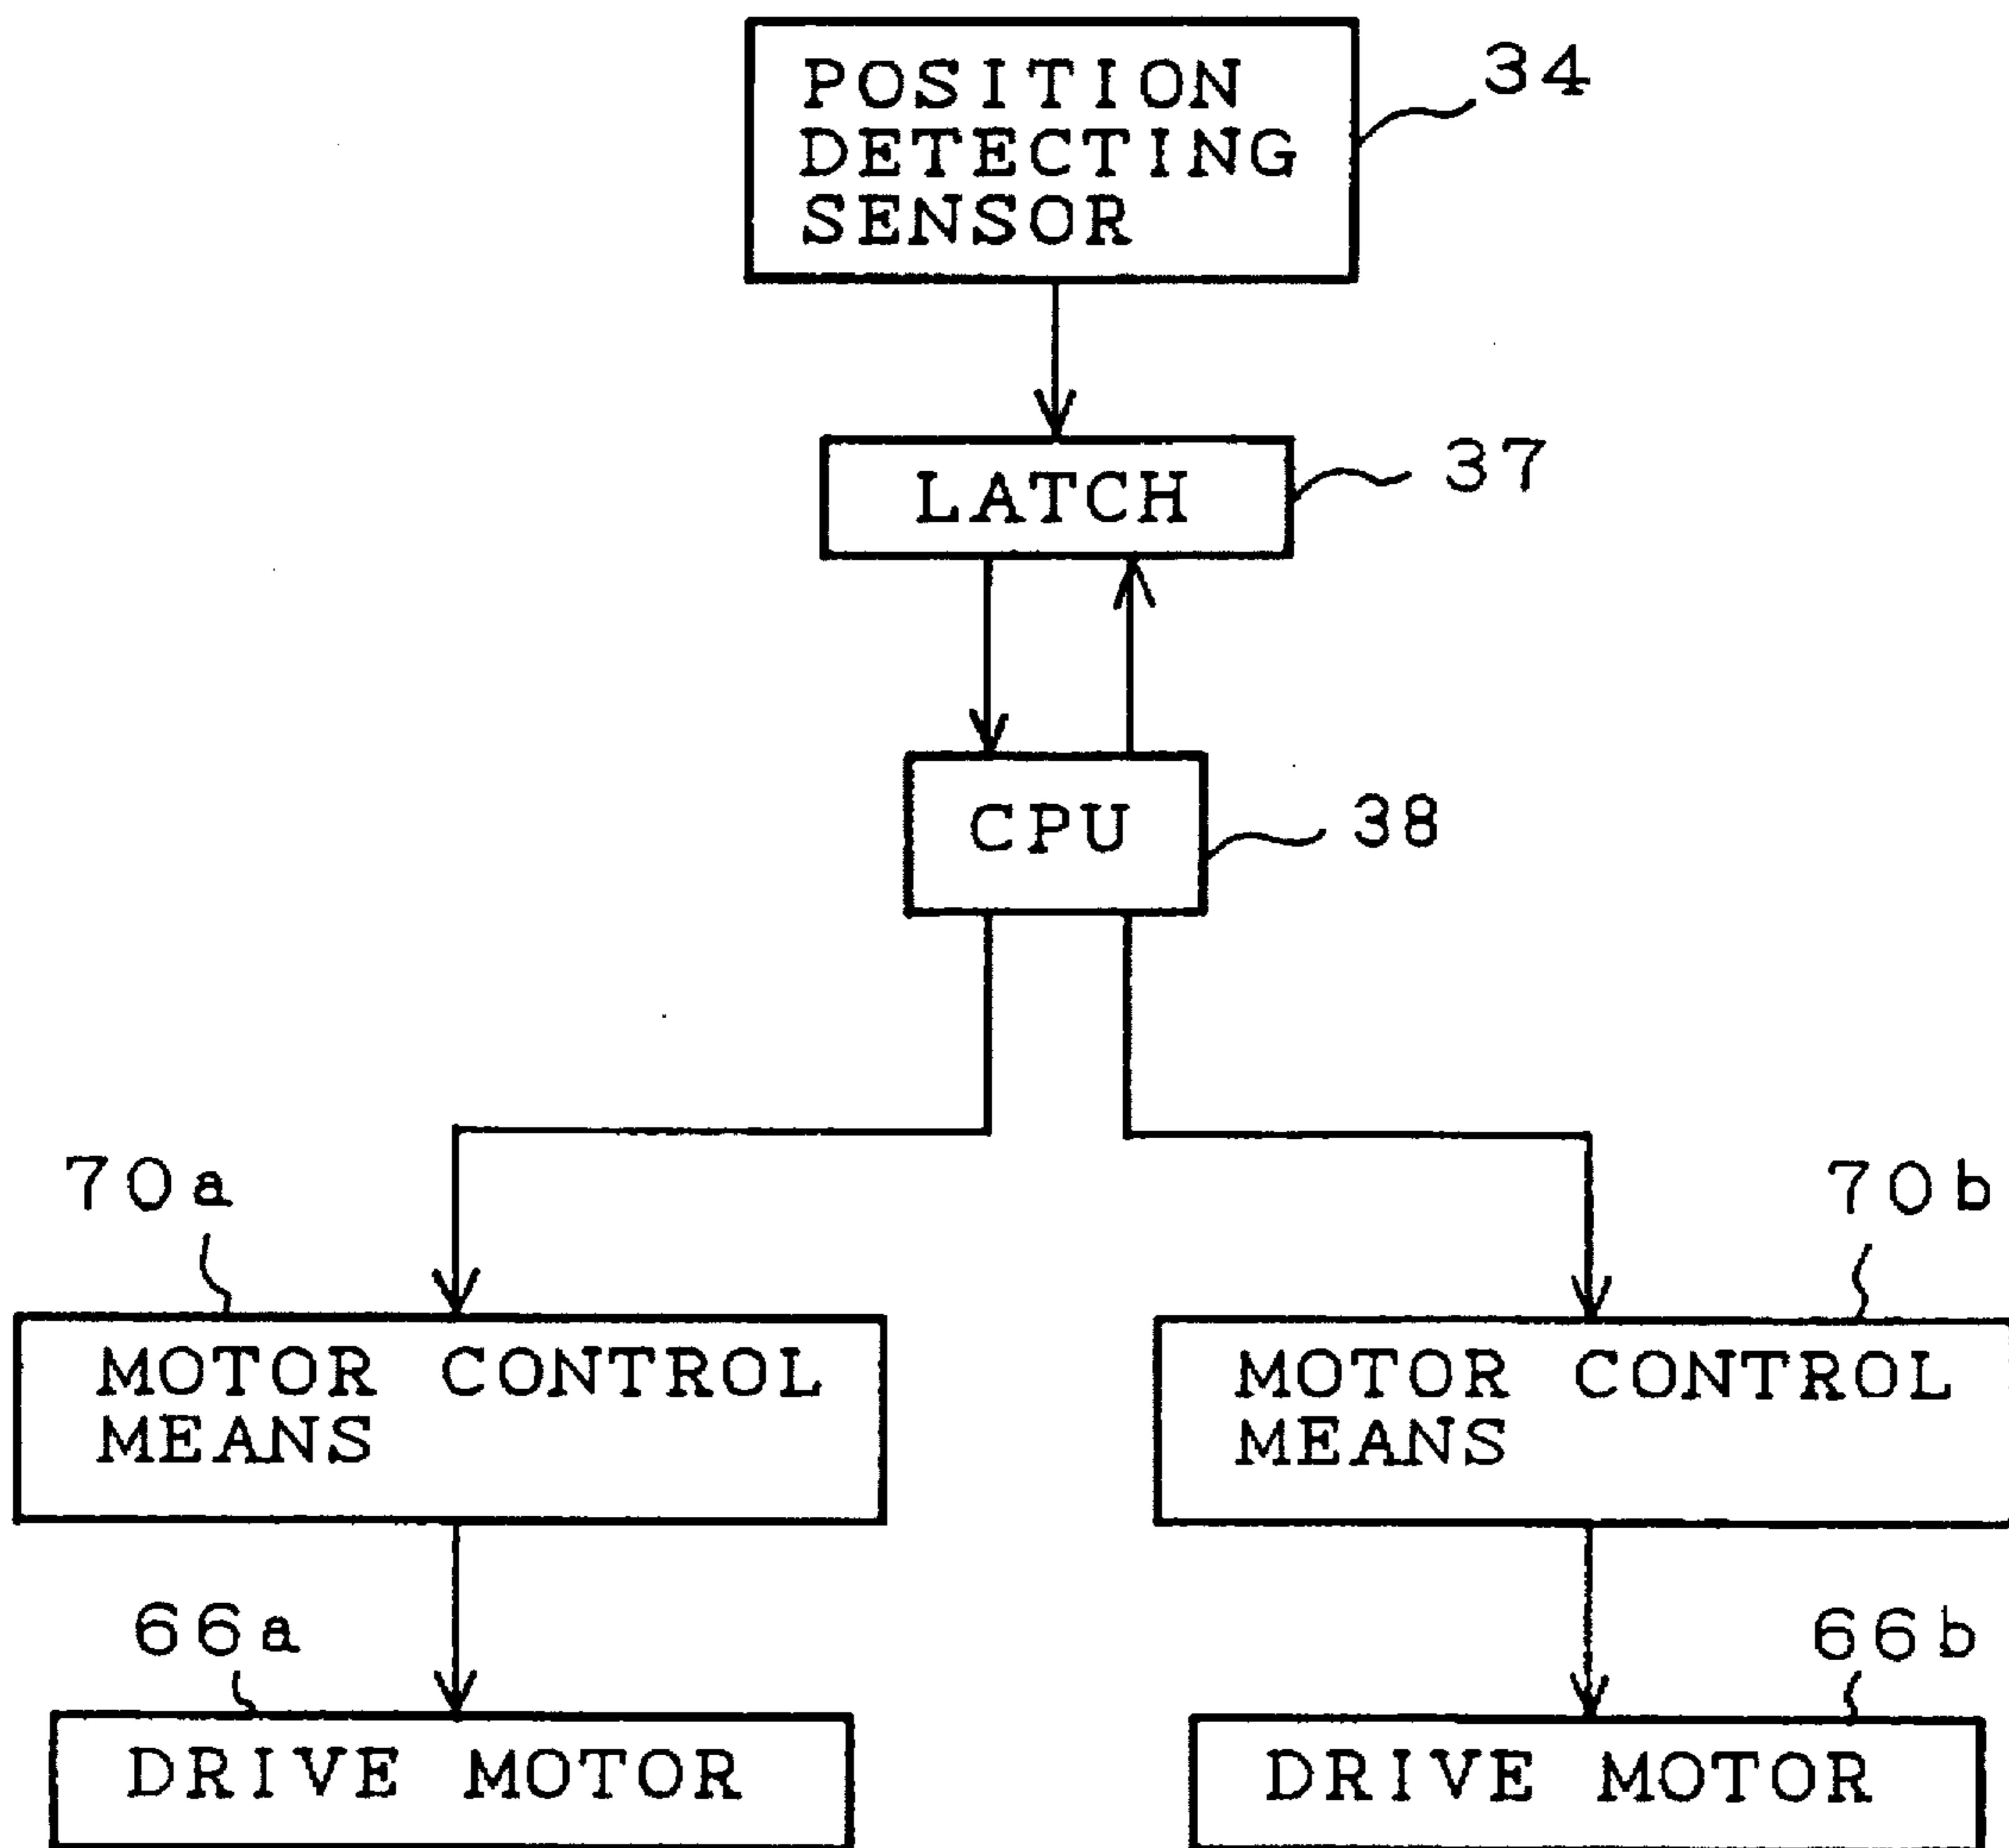 POSITION
DETECTING
SENSOR
34
LATCH
37
CPU
38
70a
70b
MOTOR CONTROL
MEANS
MOTOR CONTROL
MEANS
66a
66b
DRIVE MOTOR
DRIVE MOTOR